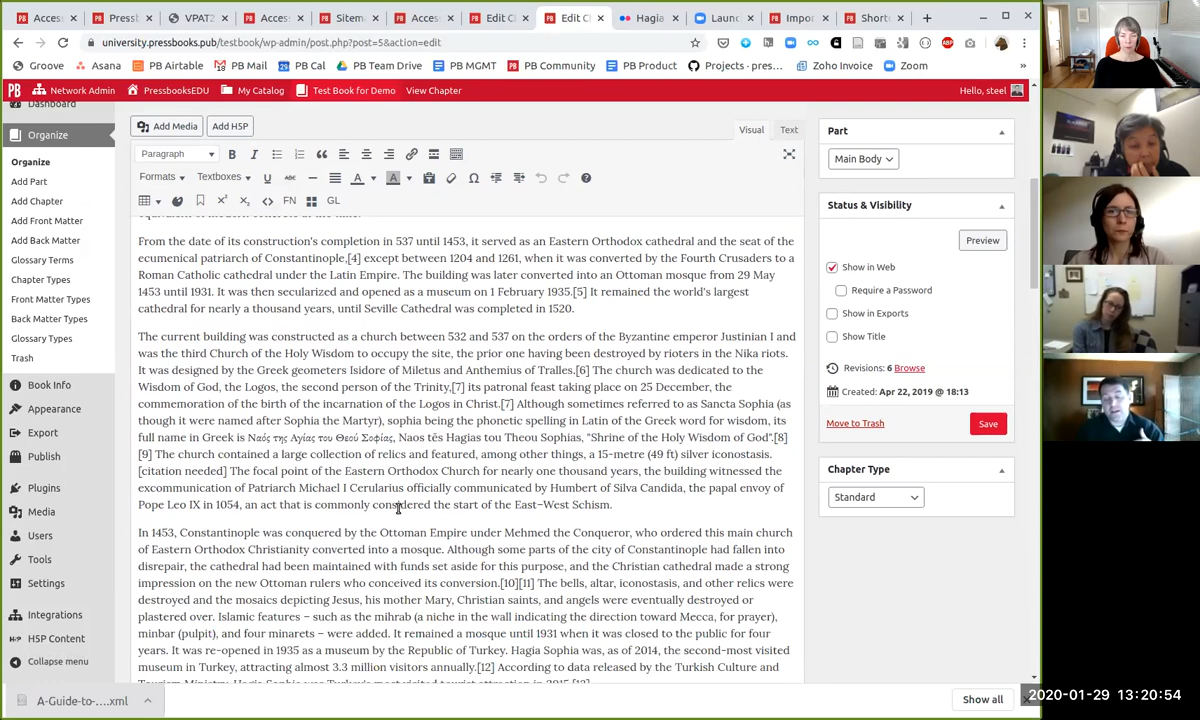 Access
Pressb
VPAT2
Access
Sitem
Access
Edit Cl
Edit Cl
Hagia
Launc
Impor
Short
university.pressbooks.pub/testbook/wp-admin/post.php?post=5&action=edit
Groove
Asana
PB Airtable
PB Mail
PB Cal
PB Team Drive
PB MGMT
PB Community
PB Product
Projects - pres...
Zoho Invoice
Zoom
Network Admin
PressbooksEDU
My Catalog
Test Book for Demo
View Chapter
Hello, steel
Dashboard
Organize
Organize
Add Part
Add Chapter
Add Front Matter
Add Back Matter
Glossary Terms
Chapter Types
Front Matter Types
Back Matter Types
Glossary Types
Trash
Book Info
Appearance
Export
Publish
Plugins
Media
Users
Tools
Settings
Integrations
H5P Content
Collapse menu
Add Media
Add H5P
Visual
Text
Paragraph
Formats
Textboxes
FN
GL
equivalent of modern concrete at the time.
From the date of its construction's completion in 537 until 1453, it served as an Eastern Orthodox cathedral and the seat of the
ecumenical patriarch of Constantinople,[4] except between 1204 and 1261, when it was converted by the Fourth Crusaders to a
Roman Catholic cathedral under the Latin Empire. The building was later converted into an Ottoman mosque from 29 May
1453 until 1931. It was then secularized and opened as a museum on 1 February 1935.[5] It remained the world's largest
cathedral for nearly a thousand years, until Seville Cathedral was completed in 1520.
The current building was constructed as a church between 532 and 537 on the orders of the Byzantine emperor Justinian I and
was the third Church of the Holy Wisdom to occupy the site, the prior one having been destroyed by rioters in the Nika riots.
It was designed by the Greek geometers Isidore of Miletus and Anthemius of Tralles.[6] The church was dedicated to the
Wisdom of God, the Logos, the second person of the Trinity,[7] its patronal feast taking place on 25 December, the
commemoration of the birth of the incarnation of the Logos in Christ.[7] Although sometimes referred to as Sancta Sophia (as
though it were named after Sophia the Martyr), sophia being the phonetic spelling in Latin of the Greek word for wisdom, its
full name in Greek is Ναός της Αγίας του Θεού Σοφίας, Naos tēs Hagias tou Theou Sophias, "Shrine of the Holy Wisdom of God".[8]
[9] The church contained a large collection of relics and featured, among other things, a 15-metre (49 ft) silver iconostasis.
[citation needed] The focal point of the Eastern Orthodox Church for nearly one thousand years, the building witnessed the
excommunication of Patriarch Michael I Cerularius officially communicated by Humbert of Silva Candida, the papal envoy of
Pope Leo IX in 1054, an act that is commonly considered the start of the East–West Schism.
In 1453, Constantinople was conquered by the Ottoman Empire under Mehmed the Conqueror, who ordered this main church
of Eastern Orthodox Christianity converted into a mosque. Although some parts of the city of Constantinople had fallen into
disrepair, the cathedral had been maintained with funds set aside for this purpose, and the Christian cathedral made a strong
impression on the new Ottoman rulers who conceived its conversion.[10][11] The bells, altar, iconostasis, and other relics were
destroyed and the mosaics depicting Jesus, his mother Mary, Christian saints, and angels were eventually destroyed or
plastered over. Islamic features – such as the mihrab (a niche in the wall indicating the direction toward Mecca, for prayer),
minbar (pulpit), and four minarets – were added. It remained a mosque until 1931 when it was closed to the public for four
years. It was re-opened in 1935 as a museum by the Republic of Turkey. Hagia Sophia was, as of 2014, the second-most visited
museum in Turkey, attracting almost 3.3 million visitors annually.[12] According to data released by the Turkish Culture and
Tourism Ministry, Hagia Sophia was Turkey's most visited tourist attraction in 2015.[13]
Part
Main Body
Status & Visibility
Preview
Show in Web
Require a Password
Show in Exports
Show Title
Revisions: 6 Browse
Created: Apr 22, 2019 @ 18:13
Move to Trash
Save
Chapter Type
Standard
A-Guide-to-....xml
Show all
2020-01-29 13:20:54